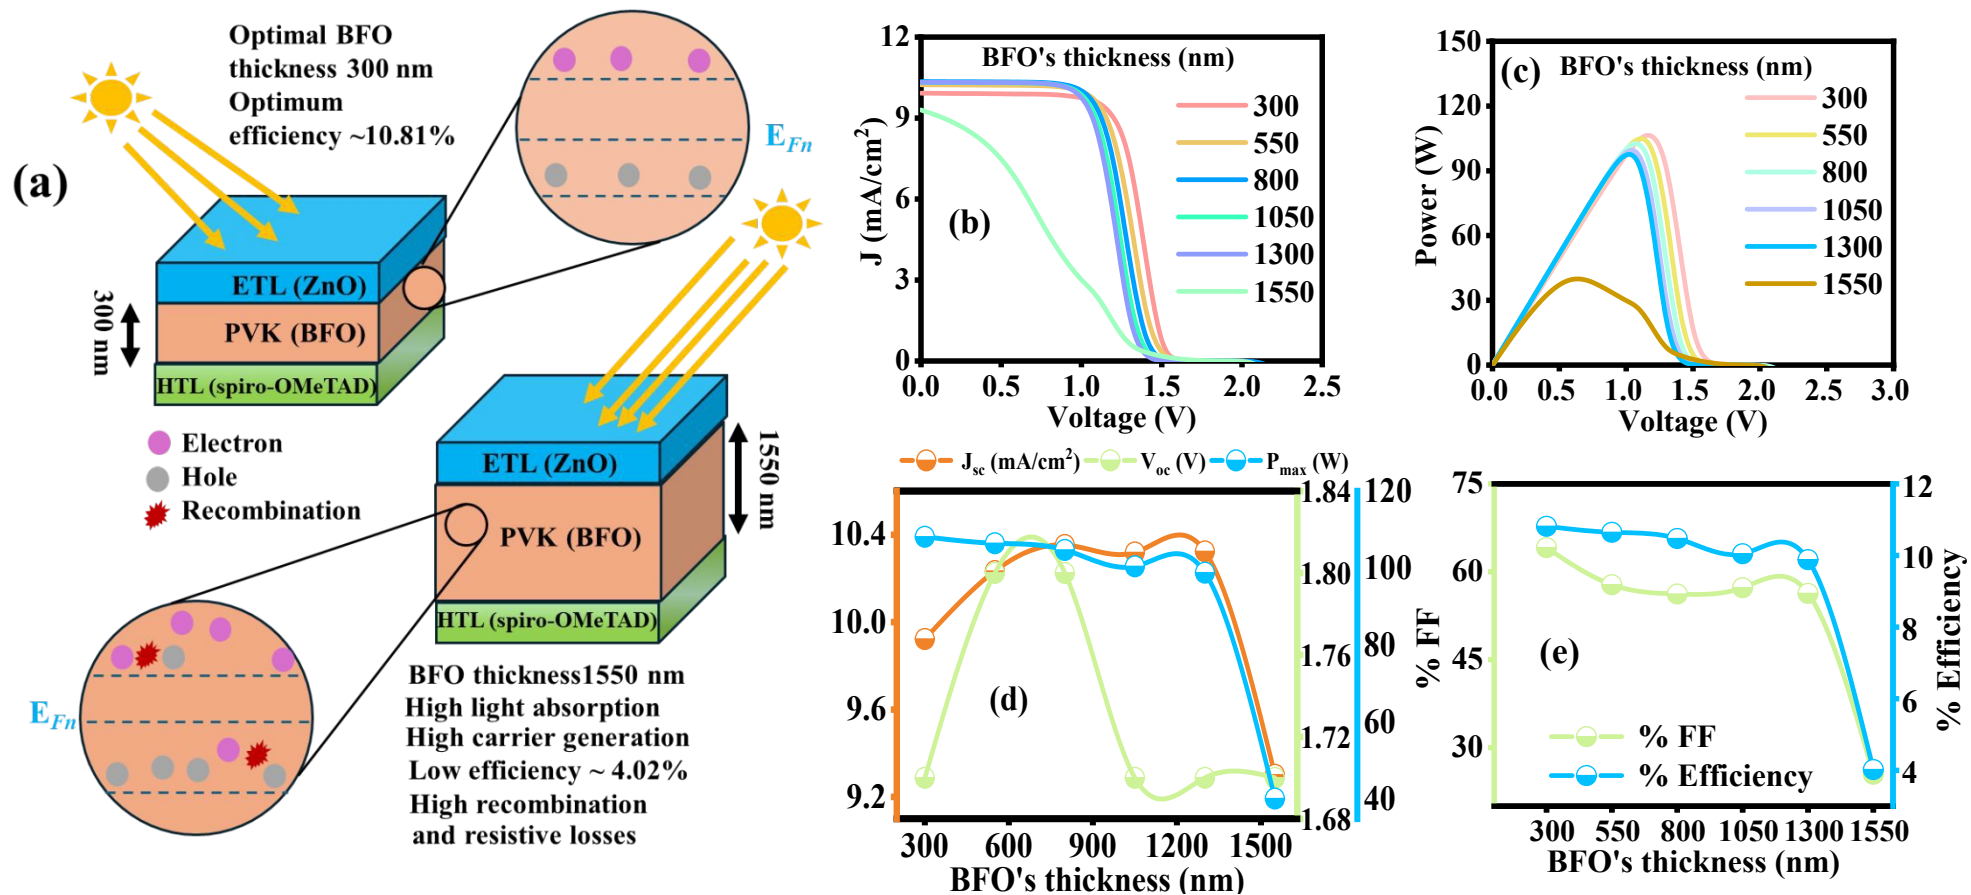 (a)
Optimal BFO
thickness 300 nm
Optimum
efficiency ~10.81%
E_Fn
ETL (ZnO)
PVK (BFO)
HTL (spiro-OMeTAD)
300 nm
Electron
Hole
Recombination
ETL (ZnO)
PVK (BFO)
HTL (spiro-OMeTAD)
1550 nm
E_Fn
BFO thickness1550 nm
High light absorption
High carrier generation
Low efficiency ~ 4.02%
High recombination
and resistive losses
(b)
BFO's thickness (nm)
300
550
800
1050
1300
1550
J (mA/cm²)
12
9
6
3
0
0.0 0.5 1.0 1.5 2.0 2.5
Voltage (V)
(c)
BFO's thickness (nm)
300
550
800
1050
1300
1550
Power (W)
150
120
90
60
30
0
0.0 0.5 1.0 1.5 2.0 2.5 3.0
Voltage (V)
J_sc (mA/cm²) V_oc (V) P_max (W)
(d)
10.4
10.0
9.6
9.2
1.84
1.80
1.76
1.72
1.68
120
100
80
60
40
300 600 900 1200 1500
BFO's thickness (nm)
(e)
% FF
75
60
45
30
% FF
% Efficiency
12
10
8
6
4
% Efficiency
300 550 800 1050 1300 1550
BFO's thickness (nm)